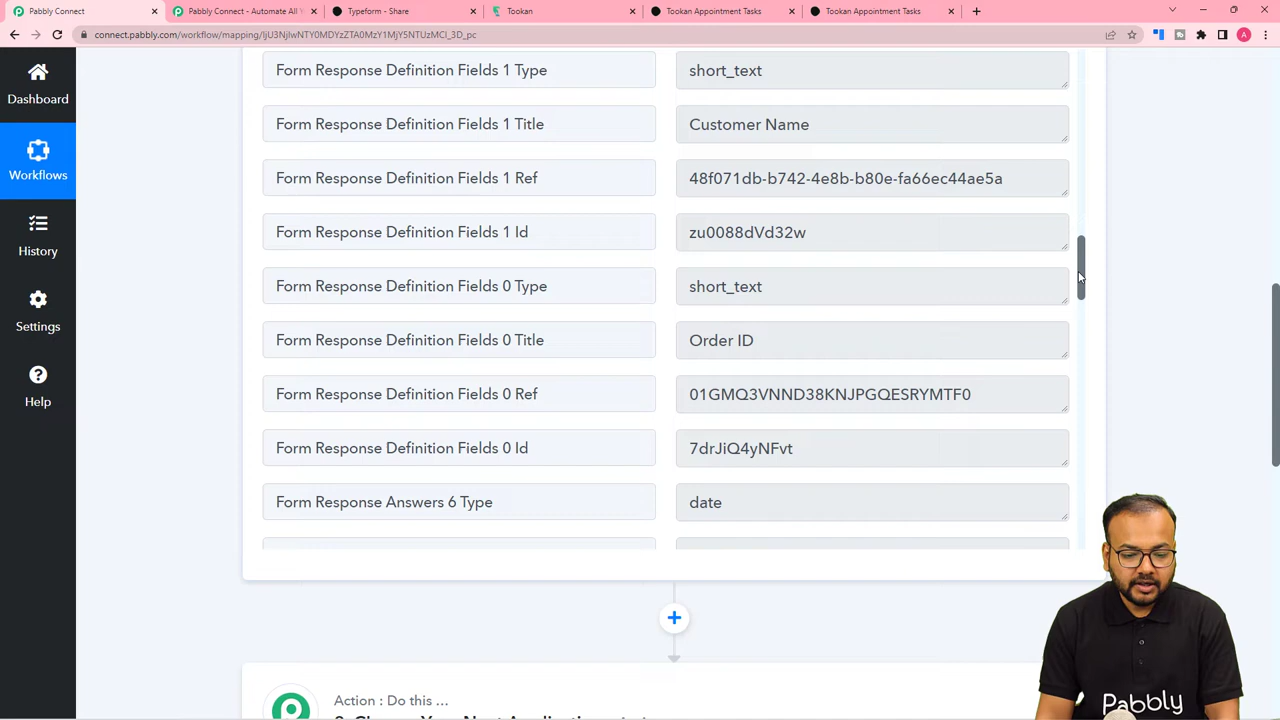 Pabbly Connect
Pabbly Connect - Automate All Y
Typeform - Share
Tookan
Tookan Appointment Tasks
Tookan Appointment Tasks
connect.pabbly.com/workflow/mapping/
A
Dashboard
Workflows
History
Settings
Help
Form Response Definition Fields 1 Type
short_text
Form Response Definition Fields 1 Title
Customer Name
Form Response Definition Fields 1 Ref
48f071db-b742-4e8b-b80e-fa66ec44ae5a
Form Response Definition Fields 1 Id
zu0088dVd32w
Form Response Definition Fields 0 Type
short_text
Form Response Definition Fields 0 Title
Order ID
Form Response Definition Fields 0 Ref
01GMQ3VNND38KNJPGQESRYMTF0
Form Response Definition Fields 0 Id
7drJiQ4yNFvt
Form Response Answers 6 Type
date
Action : Do this ...
Pabbly